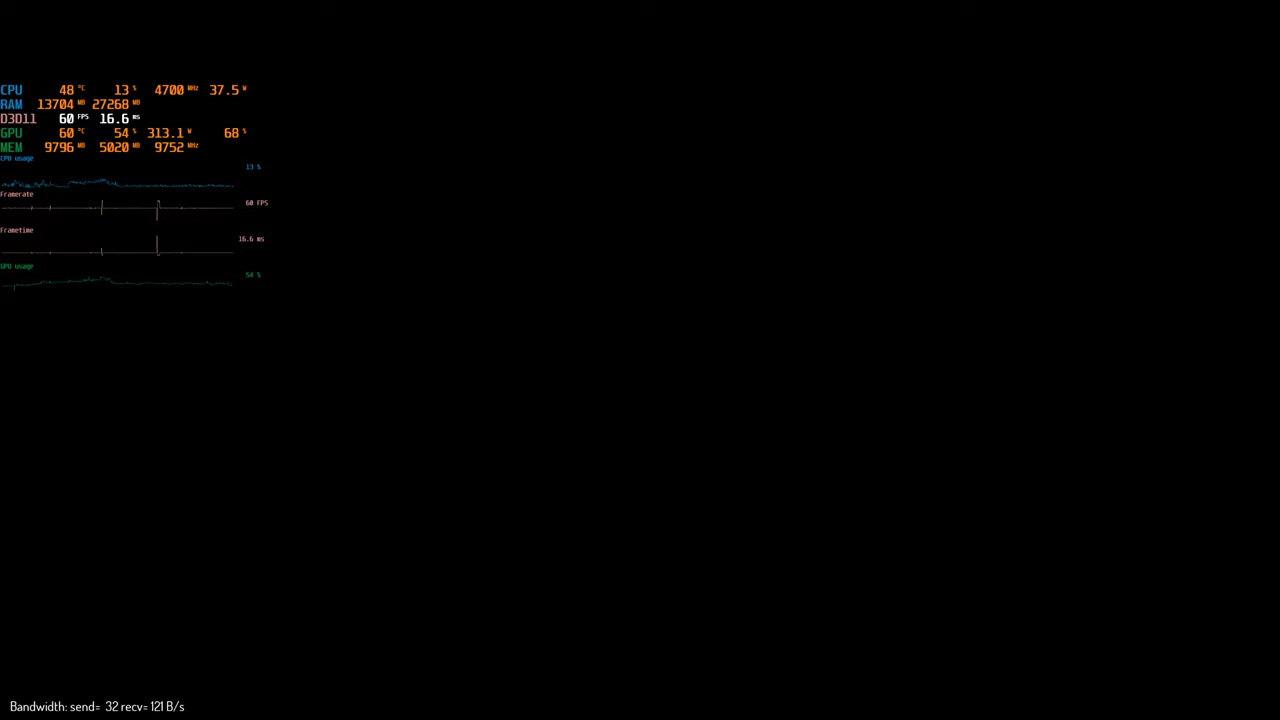 CPU 48 °C 13 % 4700 MHz 37.5 W
RAM 13704 MB 27268 MB
D3D11 60 FPS 16.6 ms
GPU 60 °C 54 % 313.1 W 68 %
MEM 9796 MB 5020 MB 9752 MHz
CPU usage
13 %
Framerate
60 FPS
Frametime
16.6 ms
GPU usage
54 %
Bandwidth: send= 32 recv= 121 B/s